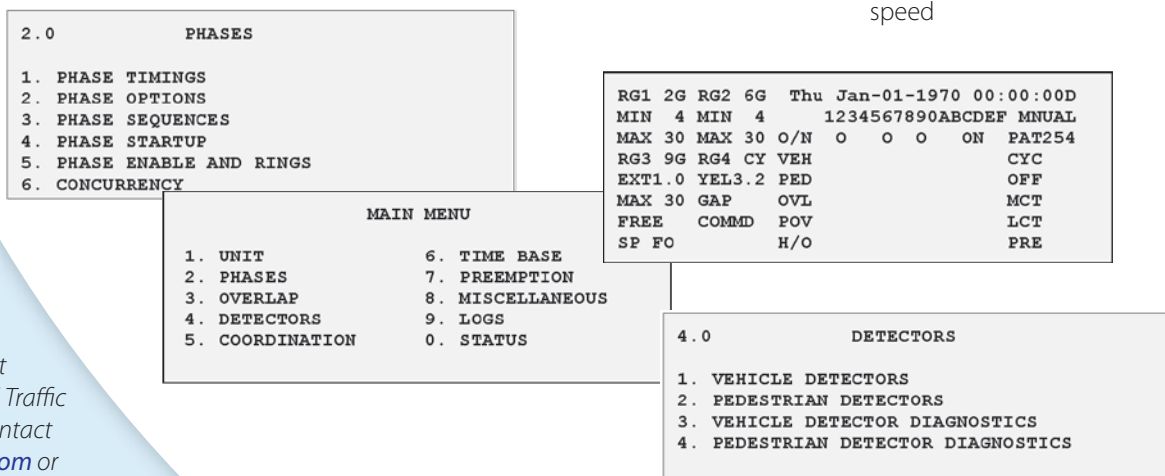 speed
2.0 PHASES
1. PHASE TIMINGS
2. PHASE OPTIONS
3. PHASE SEQUENCES
4. PHASE STARTUP
5. PHASE ENABLE AND RINGS
6. CONCURRENCY
RG1 2G RG2 6G Thu Jan-01-1970 00:00:00D
MIN 4 MIN 4 1234567890ABCDEF MNUAL
MAX 30 MAX 30 O/N O O O ON PAT254
RG3 9G RG4 CY VEH CYC
EXT1.0 YEL3.2 PED OFF
MAX 30 GAP OVL MCT
FREE COMMD POV LCT
SP FO H/O PRE
MAIN MENU
1. UNIT 6. TIME BASE
2. PHASES 7. PREEMPTION
3. OVERLAP 8. MISCELLANEOUS
4. DETECTORS 9. LOGS
5. COORDINATION 0. STATUS
4.0 DETECTORS
1. VEHICLE DETECTORS
2. PEDESTRIAN DETECTORS
3. VEHICLE DETECTOR DIAGNOSTICS
4. PEDESTRIAN DETECTOR DIAGNOSTICS
Traffic
om or